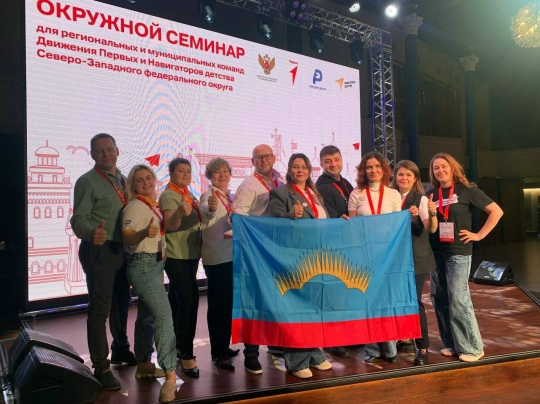 ОКРУЖНОЙ СЕМИНАР
для региональных и муниципальных команд
Движения Первых и Навигаторов детства
Северо-Западного федерального округа